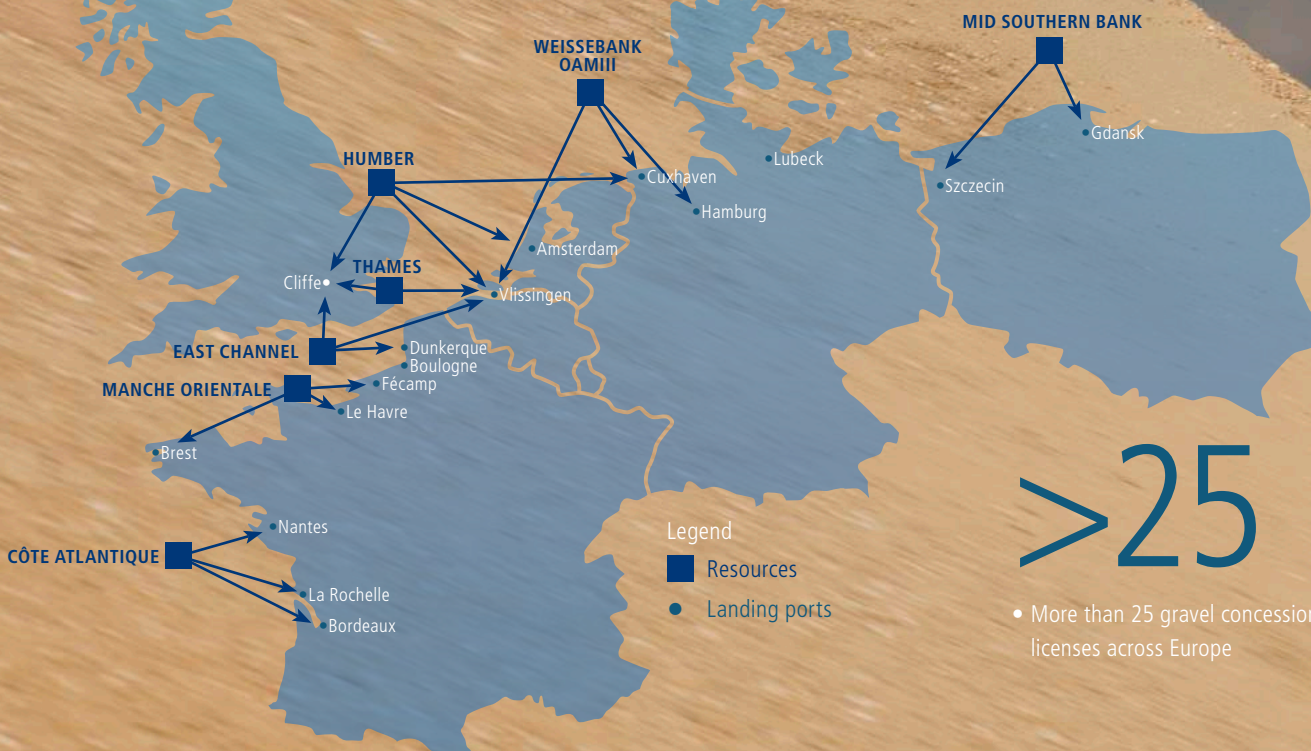 MID SOUTHERN BANK
WEISSEBANK
OAMIII
Gdansk
HUMBER
Lubeck
Cuxhaven
Szczecin
Hamburg
Amsterdam
THAMES
Cliffe
Vlissingen
EAST CHANNEL
Dunkerque
Boulogne
MANCHE ORIENTALE
Fécamp
Le Havre
Brest
>25
Nantes
Legend
CÔTE ATLANTIQUE
Resources
La Rochelle
Landing ports
Bordeaux
• More than 25 gravel concession
licenses across Europe